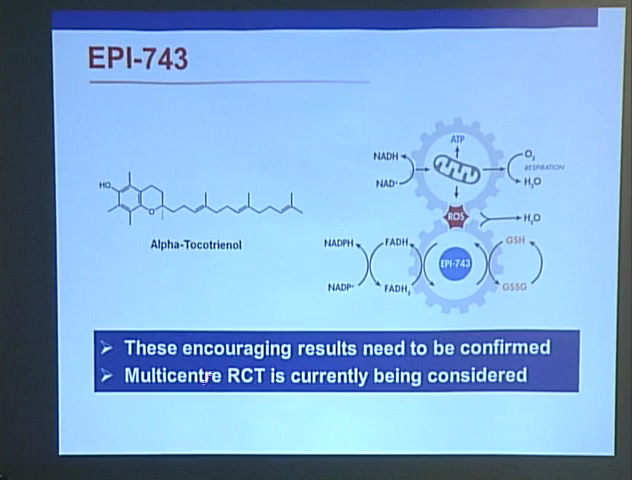 EPI-743
HO
O
Alpha-Tocotrienol
ATP
NADH
NAD+
O₂
RESPIRATION
H₂O
ROS
H₂O
NADPH
NADP+
FADH
FADH₂
EPI-743
GSH
GSSG
These encouraging results need to be confirmed
Multicentre RCT is currently being considered